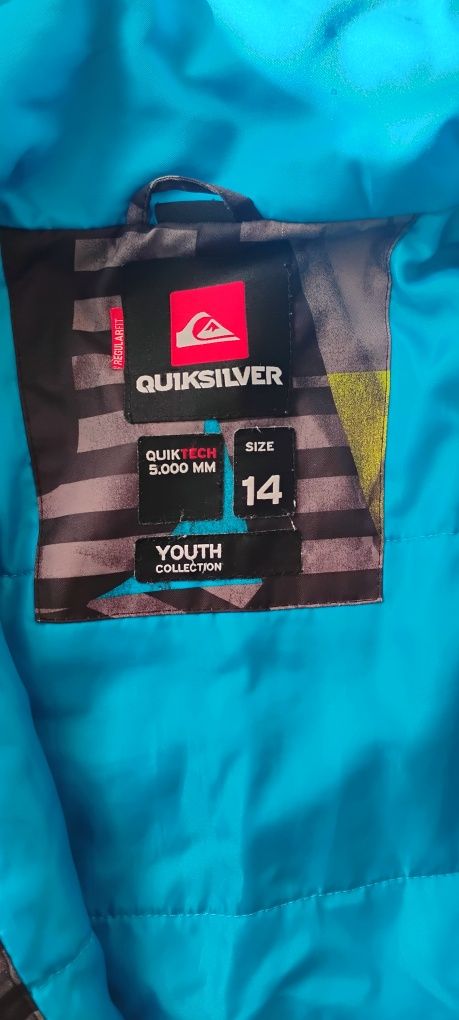 REGULAR FIT
QUIKSILVER
QUIKTECH
5.000 MM
SIZE
14
YOUTH
COLLECTION